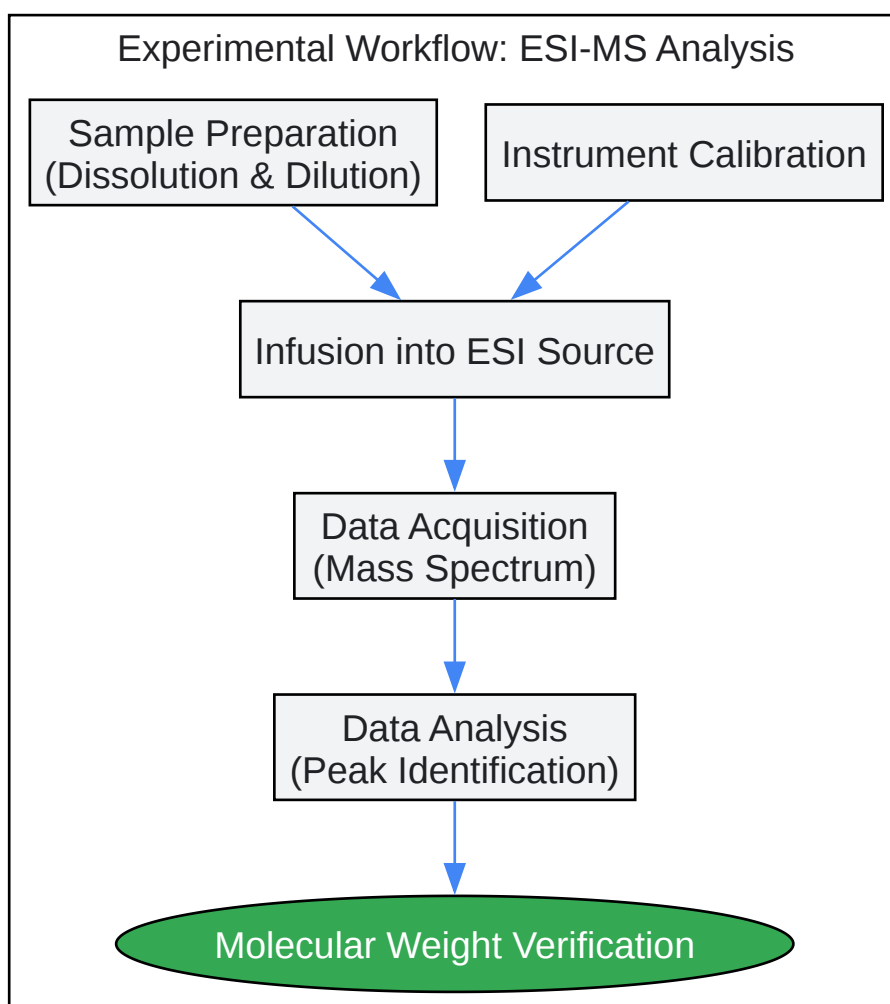 Experimental Workflow: ESI-MS Analysis
Sample Preparation
(Dissolution & Dilution)
Instrument Calibration
Infusion into ESI Source
Data Acquisition
(Mass Spectrum)
Data Analysis
(Peak Identification)
Molecular Weight Verification